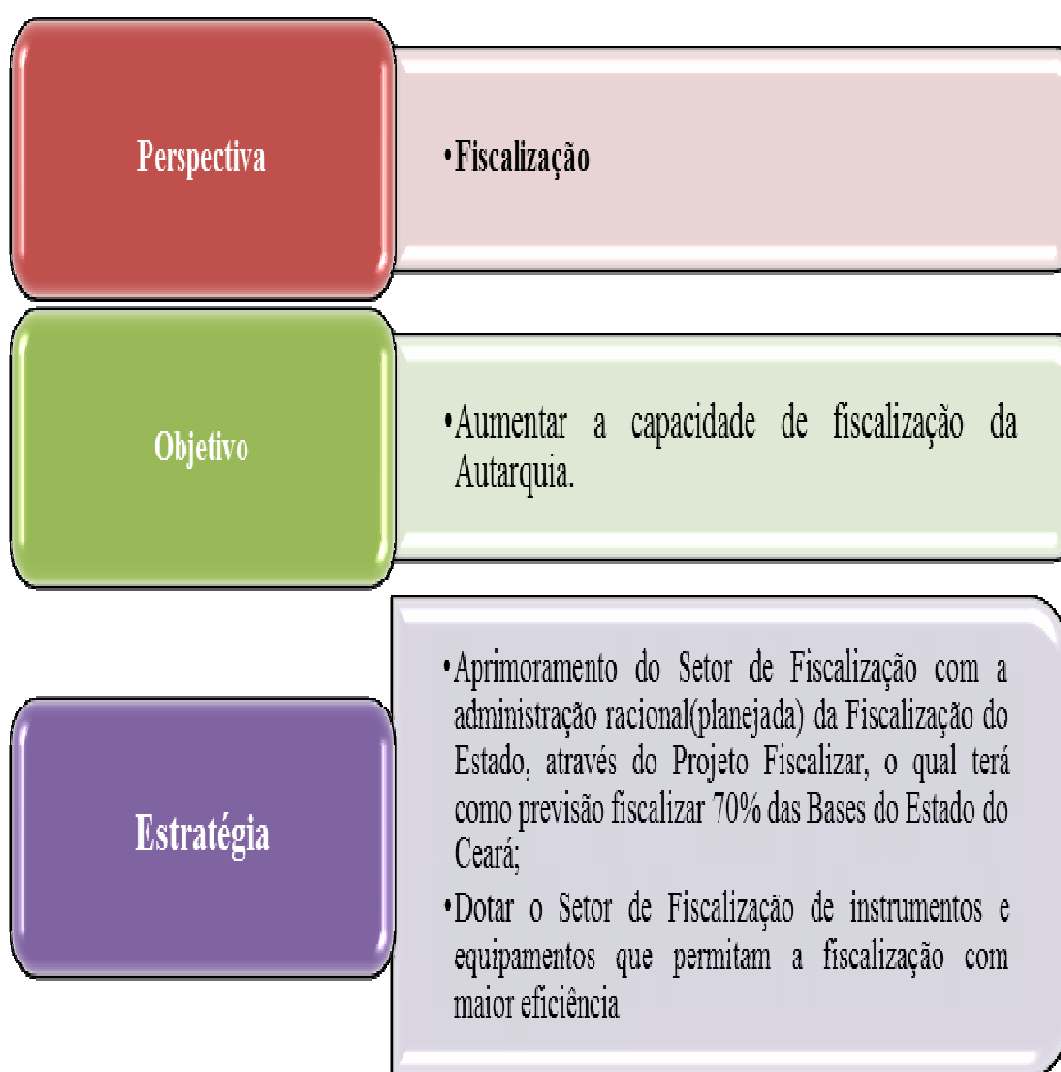 Perspectiva
•Fiscalização
Objetivo
•Aumentar a capacidade de fiscalização da
Autarquia.
Estratégia
•Aprimoramento do Setor de Fiscalização com a
administração racional(planejada) da Fiscalização do
Estado, através do Projeto Fiscalizar, o qual terá
como previsão fiscalizar 70% das Bases do Estado do
Ceará;
•Dotar o Setor de Fiscalização de instrumentos e
equipamentos que permitam a fiscalização com
maior eficiência